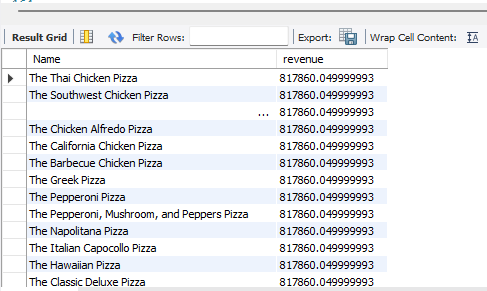 Result Grid Filter Rows: Export: Wrap Cell Content:
Name revenue
The Thai Chicken Pizza 817860.049999993
The Southwest Chicken Pizza 817860.049999993
... 817860.049999993
The Chicken Alfredo Pizza 817860.049999993
The California Chicken Pizza 817860.049999993
The Barbecue Chicken Pizza 817860.049999993
The Greek Pizza 817860.049999993
The Pepperoni Pizza 817860.049999993
The Pepperoni, Mushroom, and Peppers Pizza 817860.049999993
The Napolitana Pizza 817860.049999993
The Italian Capocollo Pizza 817860.049999993
The Hawaiian Pizza 817860.049999993
The Classic Deluxe Pizza 817860.049999993